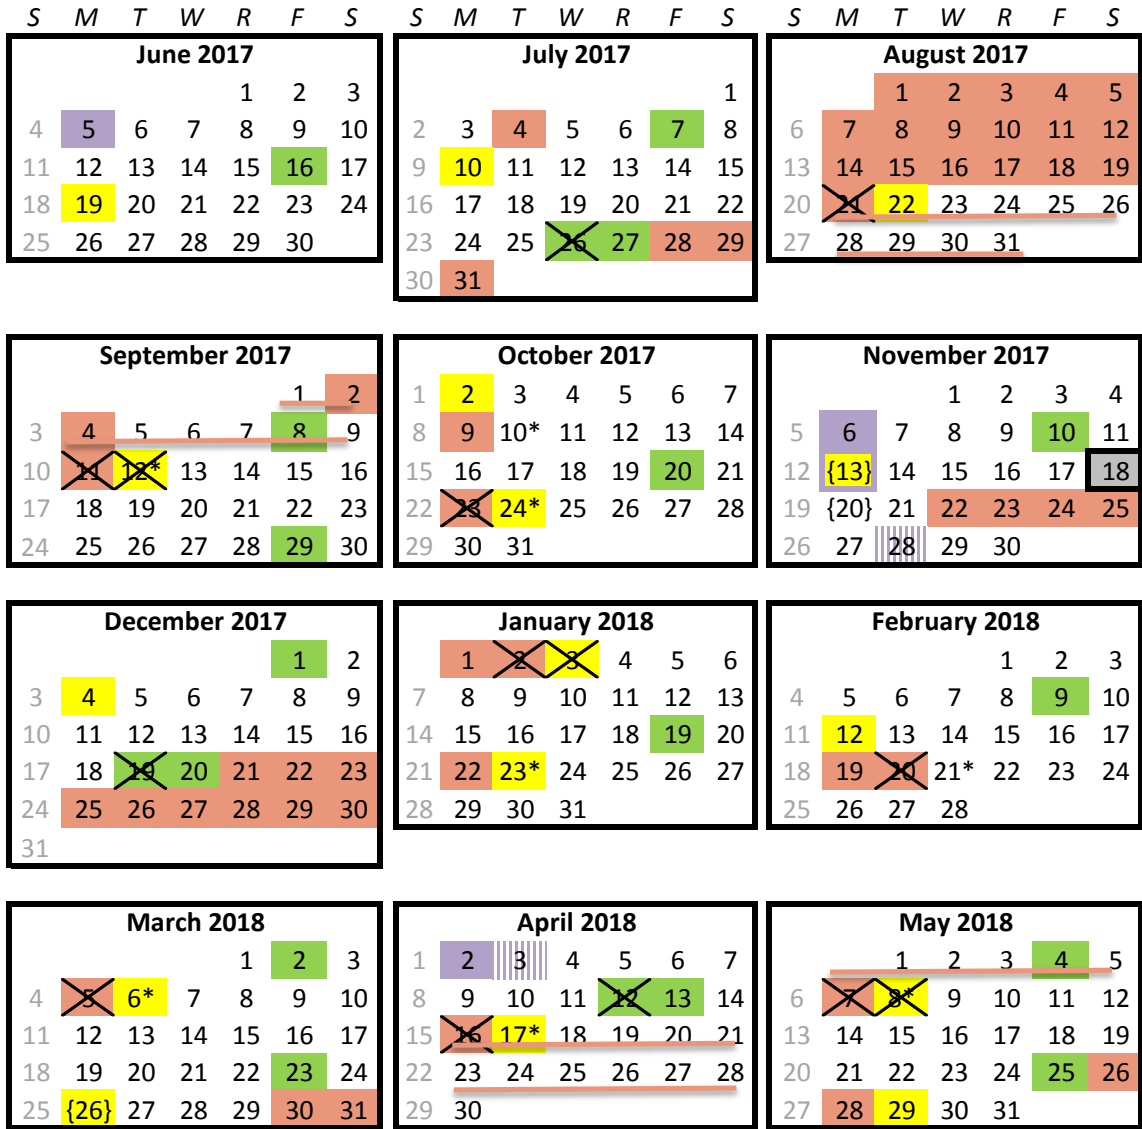 S M T W R F S S M T W R F S S M T W R F S
June 2017
1 2 3
4 5 6 7 8 9 10
11 12 13 14 15 16 17
18 19 20 21 22 23 24
25 26 27 28 29 30
July 2017
1
2 3 4 5 6 7 8
9 10 11 12 13 14 15
16 17 18 19 20 21 22
23 24 25 26 27 28 29
30 31
August 2017
1 2 3 4 5
6 7 8 9 10 11 12
13 14 15 16 17 18 19
20 21 22 23 24 25 26
27 28 29 30 31
September 2017
1 2
3 4 5 6 7 8 9
10 11 12* 13 14 15 16
17 18 19 20 21 22 23
24 25 26 27 28 29 30
October 2017
1 2 3 4 5 6 7
8 9 10* 11 12 13 14
15 16 17 18 19 20 21
22 23 24* 25 26 27 28
29 30 31
November 2017
1 2 3 4
5 6 7 8 9 10 11
12 {13} 14 15 16 17 18
19 {20} 21 22 23 24 25
26 27 28 29 30
December 2017
1 2
3 4 5 6 7 8 9
10 11 12 13 14 15 16
17 18 19 20 21 22 23
24 25 26 27 28 29 30
31
January 2018
1 2 3 4 5 6
7 8 9 10 11 12 13
14 15 16 17 18 19 20
21 22 23* 24 25 26 27
28 29 30 31
February 2018
1 2 3
4 5 6 7 8 9 10
11 12 13 14 15 16 17
18 19 20 21* 22 23 24
25 26 27 28
March 2018
1 2 3
4 5 6* 7 8 9 10
11 12 13 14 15 16 17
18 19 20 21 22 23 24
25 {26} 27 28 29 30 31
April 2018
1 2 3 4 5 6 7
8 9 10 11 12 13 14
15 16 17* 18 19 20 21
22 23 24 25 26 27 28
29 30
May 2018
1 2 3 4 5
6 7 8* 9 10 11 12
13 14 15 16 17 18 19
20 21 22 23 24 25 26
27 28 29 30 31